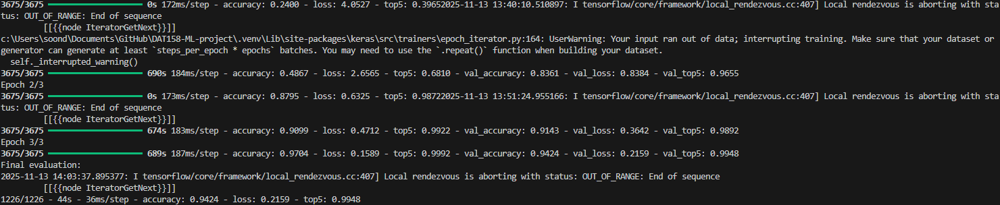 3675/3675 ━━━━━━━━━━━━━━━━━━━━ 0s 172ms/step - accuracy: 0.2400 - loss: 4.0527 - top5: 0.39652025-11-13 13:40:10.510897: I tensorflow/core/framework/local_rendezvous.cc:407] Local rendezvous is aborting with sta
tus: OUT_OF_RANGE: End of sequence
[[{{node IteratorGetNext}}]]
c:\Users\soond\Documents\GitHub\DAT158-ML-project\.venv\Lib\site-packages\keras\src\trainers\epoch_iterator.py:164: UserWarning: Your input ran out of data; interrupting training. Make sure that your dataset or
generator can generate at least `steps_per_epoch * epochs` batches. You may need to use the `.repeat()` function when building your dataset.
self._interrupted_warning()
3675/3675 ━━━━━━━━━━━━━━━━━━━━ 690s 184ms/step - accuracy: 0.4867 - loss: 2.6565 - top5: 0.6810 - val_accuracy: 0.8361 - val_loss: 0.8384 - val_top5: 0.9655
Epoch 2/3
3675/3675 ━━━━━━━━━━━━━━━━━━━━ 0s 173ms/step - accuracy: 0.8795 - loss: 0.6325 - top5: 0.98722025-11-13 13:51:24.955166: I tensorflow/core/framework/local_rendezvous.cc:407] Local rendezvous is aborting with sta
tus: OUT_OF_RANGE: End of sequence
[[{{node IteratorGetNext}}]]
3675/3675 ━━━━━━━━━━━━━━━━━━━━ 674s 183ms/step - accuracy: 0.9099 - loss: 0.4712 - top5: 0.9922 - val_accuracy: 0.9143 - val_loss: 0.3642 - val_top5: 0.9892
Epoch 3/3
3675/3675 ━━━━━━━━━━━━━━━━━━━━ 689s 187ms/step - accuracy: 0.9704 - loss: 0.1589 - top5: 0.9992 - val_accuracy: 0.9424 - val_loss: 0.2159 - val_top5: 0.9948
Final evaluation:
2025-11-13 14:03:37.895377: I tensorflow/core/framework/local_rendezvous.cc:407] Local rendezvous is aborting with status: OUT_OF_RANGE: End of sequence
[[{{node IteratorGetNext}}]]
1226/1226 - 44s - 36ms/step - accuracy: 0.9424 - loss: 0.2159 - top5: 0.9948